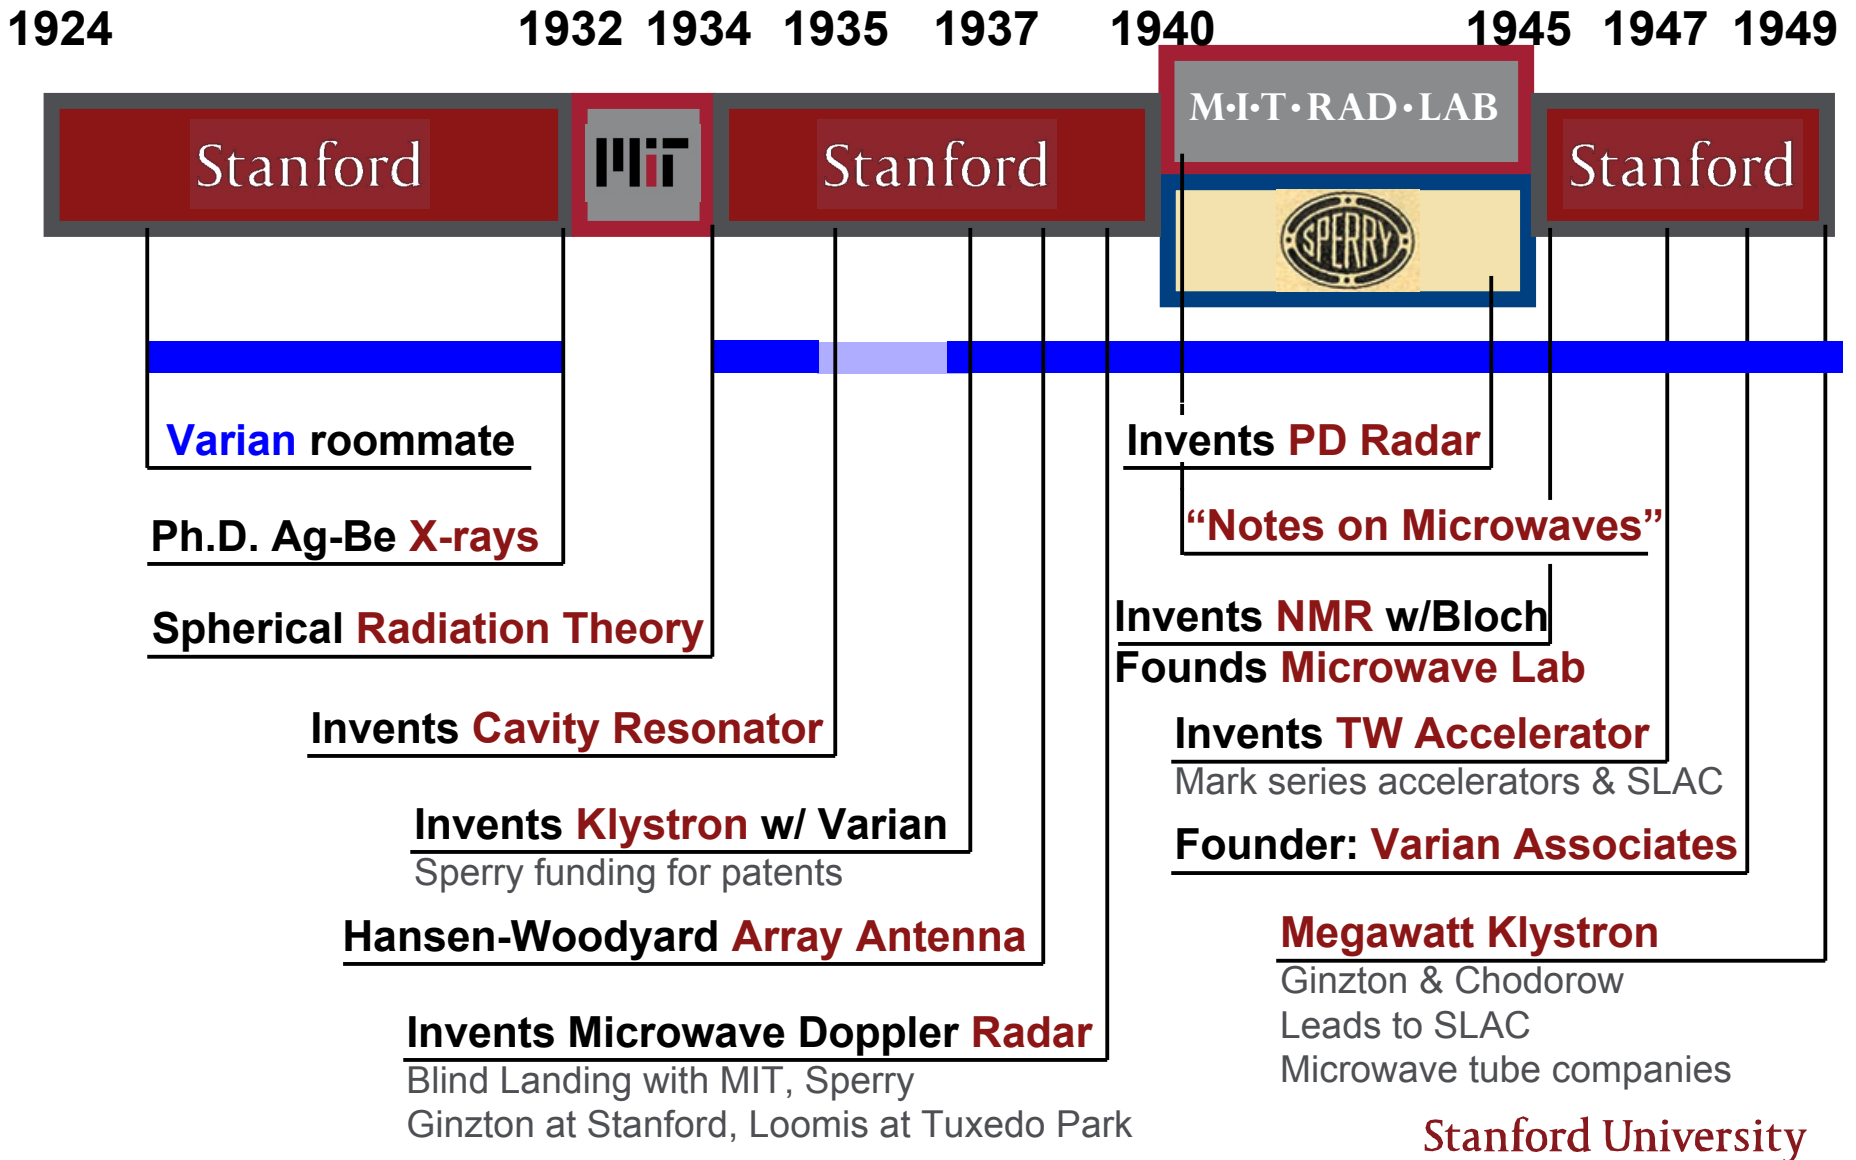 1924 1932 1934 1935 1937 1940 1945 1947 1949
Stanford
MIT
Stanford
M·I·T·RAD·LAB
SPERRY
Stanford
Varian roommate
Ph.D. Ag-Be X-rays
Spherical Radiation Theory
Invents Cavity Resonator
Invents Klystron w/ Varian
Sperry funding for patents
Hansen-Woodyard Array Antenna
Invents Microwave Doppler Radar
Blind Landing with MIT, Sperry
Ginzton at Stanford, Loomis at Tuxedo Park
Invents PD Radar
“Notes on Microwaves”
Invents NMR w/Bloch
Founds Microwave Lab
Invents TW Accelerator
Mark series accelerators & SLAC
Founder: Varian Associates
Megawatt Klystron
Ginzton & Chodorow
Leads to SLAC
Microwave tube companies
Stanford University